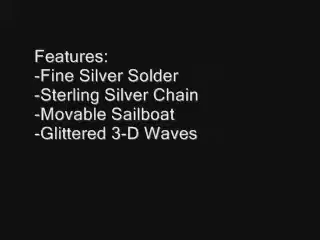 Features:
-Fine Silver Solder
-Sterling Silver Chain
-Movable Sailboat
-Glittered 3-D Waves